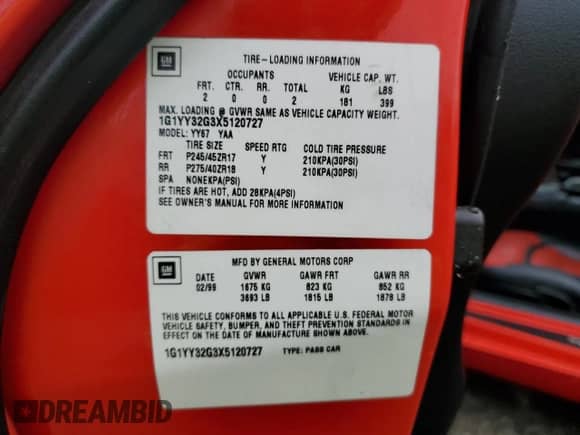 GM
TIRE-LOADING INFORMATION
OCCUPANTS VEHICLE CAP. WT.
FRT. CTR. RR. TOTAL KG LBS
2 0 0 2 181 399
MAX. LOADING @ GVWR SAME AS VEHICLE CAPACITY WEIGHT.
1G1YY32G3X5120727
MODEL: YY67 YAA
TIRE SIZE SPEED RTG COLD TIRE PRESSURE
FRT P245/45ZR17 Y 210KPA(30PSI)
RR P275/40ZR18 Y 210KPA(30PSI)
SPA NONEKPA(PSI)
IF TIRES ARE HOT, ADD 28KPA(4PSI)
SEE OWNER'S MANUAL FOR MORE INFORMATION
GM
MFD BY GENERAL MOTORS CORP
DATE GVWR GAWR FRT GAWR RR
02/99 1675 KG 823 KG 852 KG
3693 LB 1815 LB 1878 LB
THIS VEHICLE CONFORMS TO ALL APPLICABLE U.S. FEDERAL MOTOR
VEHICLE SAFETY, BUMPER, AND THEFT PREVENTION STANDARDS IN
EFFECT ON THE DATE OF MANUFACTURE SHOWN ABOVE.
1G1YY32G3X5120727 TYPE: PASS CAR
DREAMBID